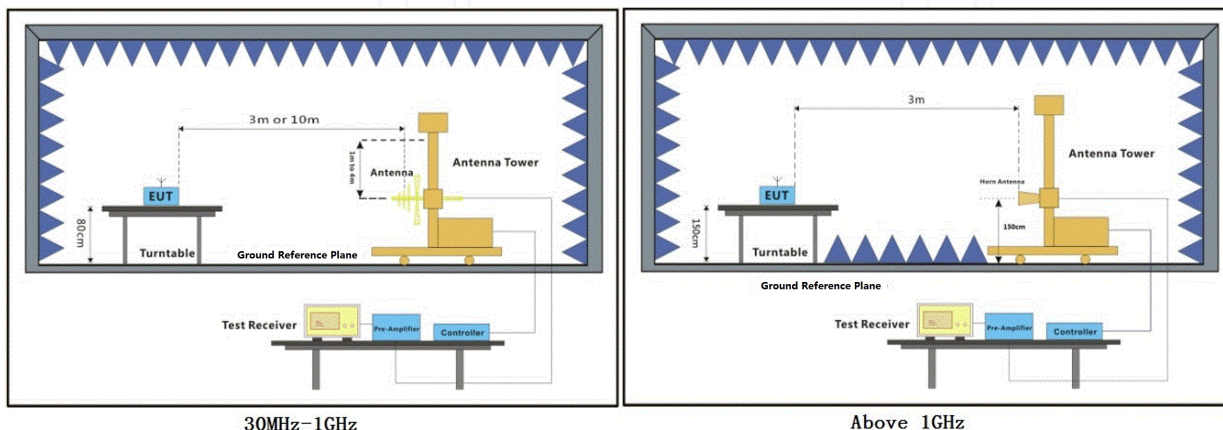 3m or 10m
1m to 4m
Antenna
Antenna Tower
EUT
80cm
Turntable
Ground Reference Plane
Test Receiver
Pre-Amplifier
Controller
30MHz-1GHz
3m
Antenna Tower
Horn Antenna
EUT
150cm
150cm
Turntable
Ground Reference Plane
Test Receiver
Pre-Amplifier
Controller
Above 1GHz